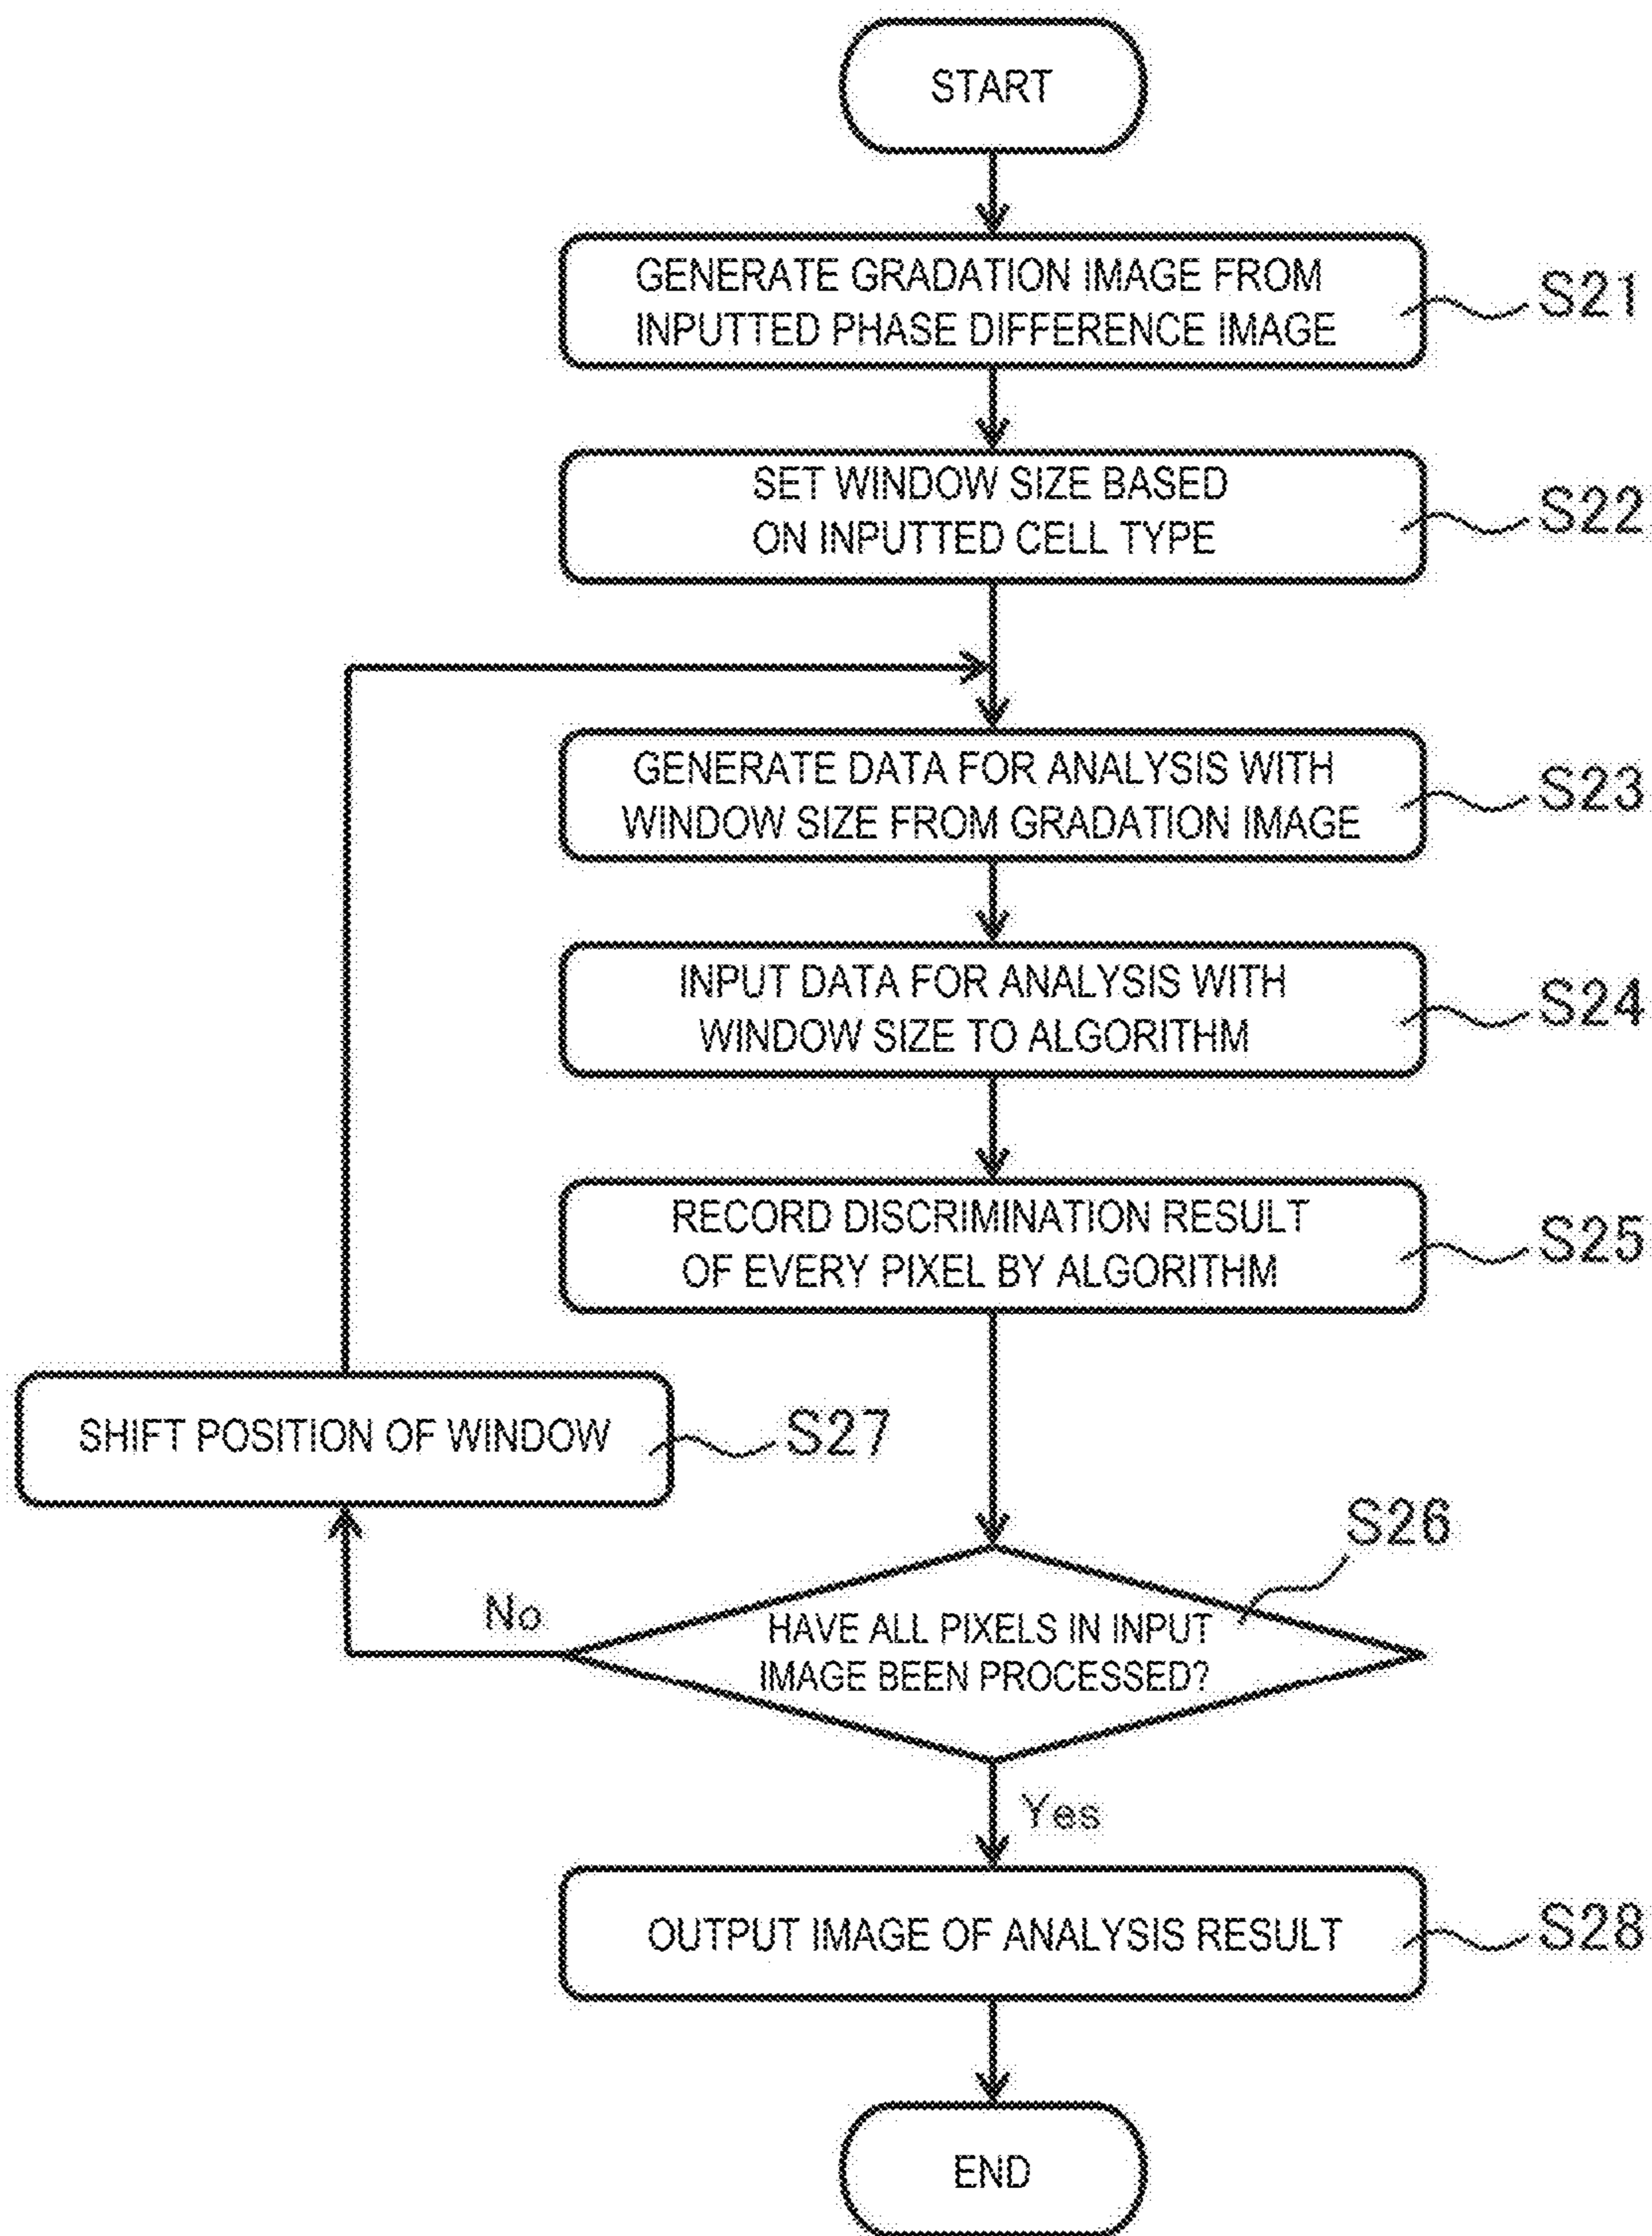 START
GENERATE GRADATION IMAGE FROM
INPUTTED PHASE DIFFERENCE IMAGE
S21
SET WINDOW SIZE BASED
ON INPUTTED CELL TYPE
S22
GENERATE DATA FOR ANALYSIS WITH
WINDOW SIZE FROM GRADATION IMAGE
S23
INPUT DATA FOR ANALYSIS WITH
WINDOW SIZE TO ALGORITHM
S24
RECORD DISCRIMINATION RESULT
OF EVERY PIXEL BY ALGORITHM
S25
SHIFT POSITION OF WINDOW
S27
S26
No
HAVE ALL PIXELS IN INPUT
IMAGE BEEN PROCESSED?
Yes
OUTPUT IMAGE OF ANALYSIS RESULT
S28
END